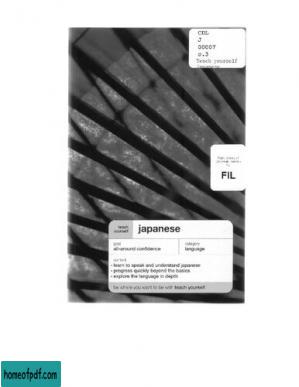 CDL
J
00007
c.3
Teach yourself
Japanese
FIL
teach
yourself
japanese
goal
category
all-around confidence
language
content
• learn to speak and understand japanese
• progress quickly beyond the basics
• explore the language in depth
be where you want to be with teach yourself
homeofpdf.com